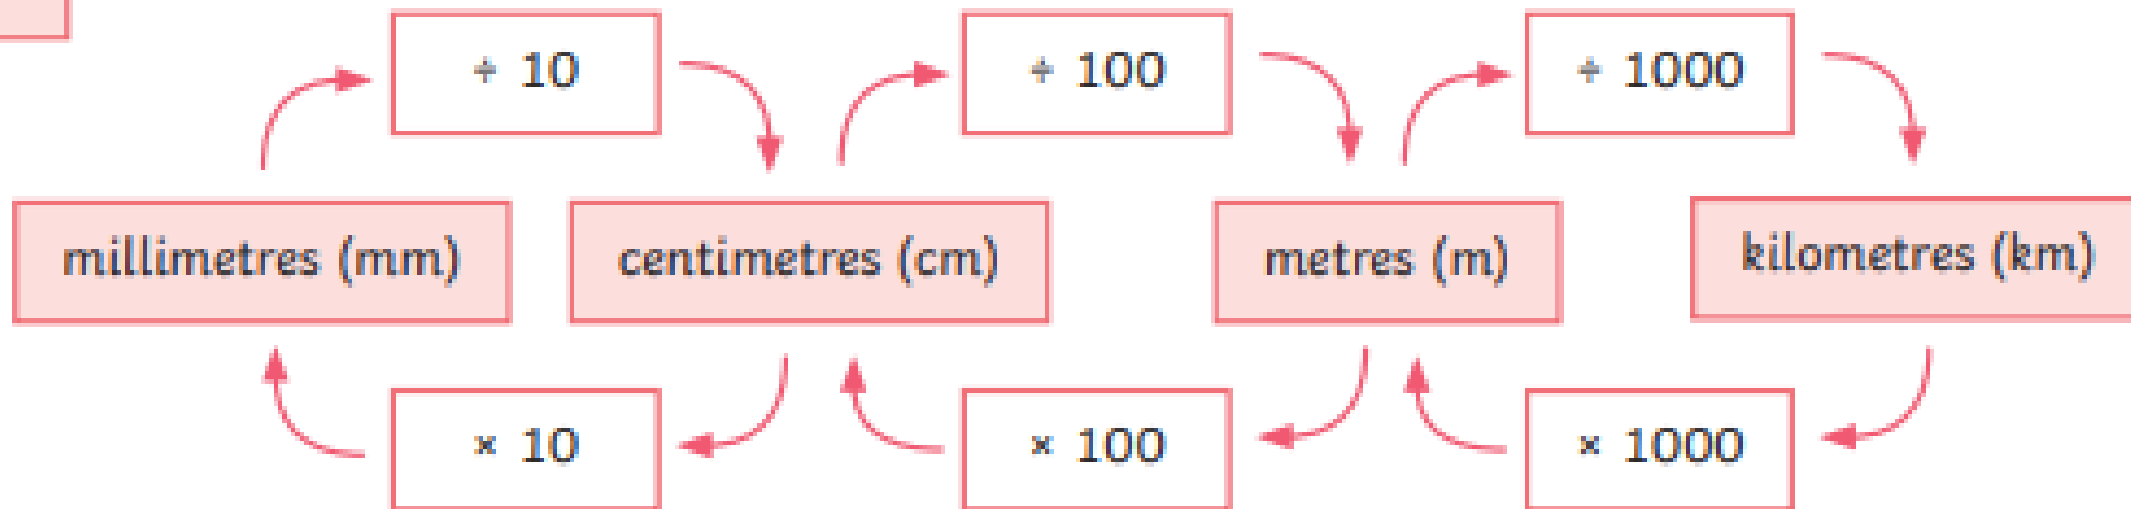 ÷ 10
÷ 100
÷ 1000
millimetres (mm)
centimetres (cm)
metres (m)
kilometres (km)
× 10
× 100
× 1000